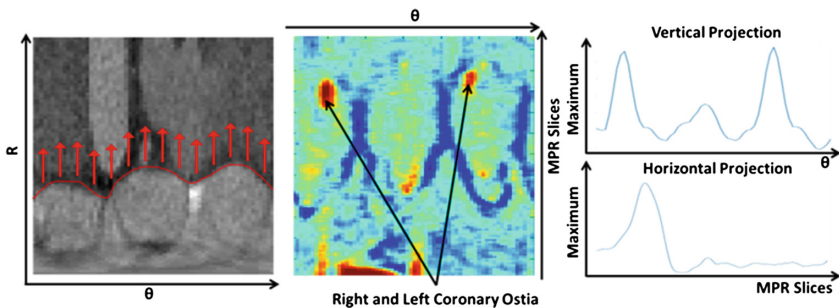 R
θ
θ
MPR Slices
Right and Left Coronary Ostia
Vertical Projection
Maximum
θ
Horizontal Projection
Maximum
MPR Slices